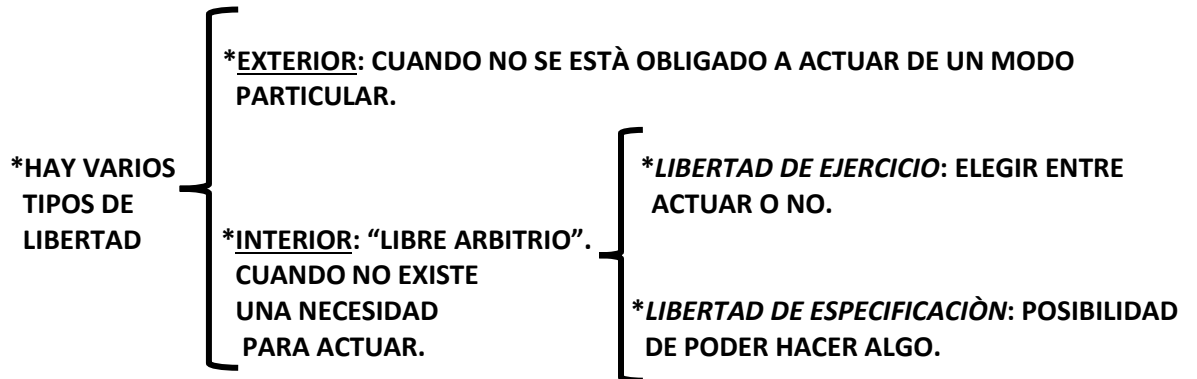 *EXTERIOR: CUANDO NO SE ESTÀ OBLIGADO A ACTUAR DE UN MODO
PARTICULAR.
*HAY VARIOS
TIPOS DE
LIBERTAD
*INTERIOR: “LIBRE ARBITRIO”.
CUANDO NO EXISTE
UNA NECESIDAD
PARA ACTUAR.
*LIBERTAD DE EJERCICIO: ELEGIR ENTRE
ACTUAR O NO.
*LIBERTAD DE ESPECIFICACIÒN: POSIBILIDAD
DE PODER HACER ALGO.